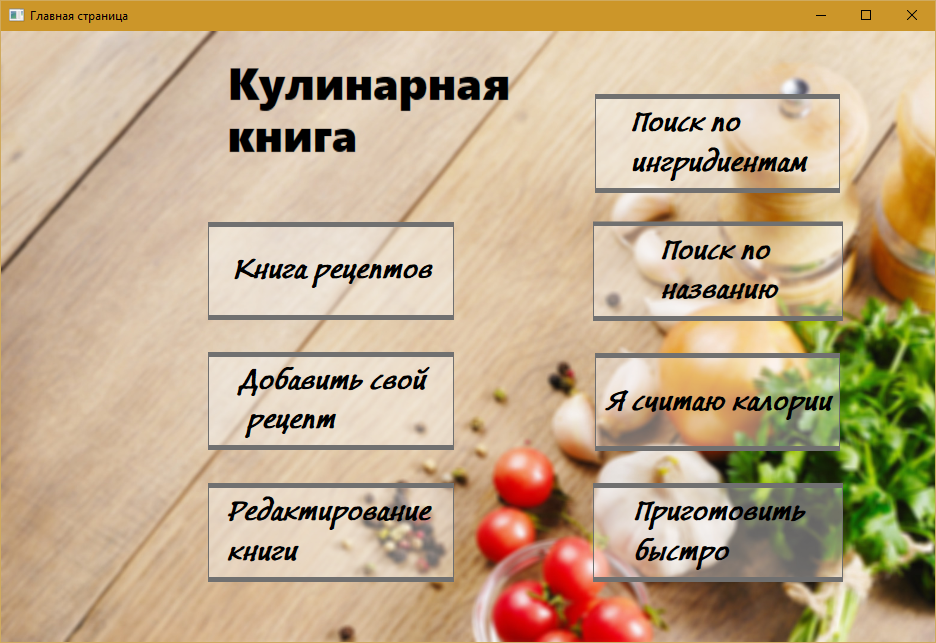 Главная страница
Кулинарная
книга
Книга рецептов
Добавить свой
рецепт
Редактирование
книги
Поиск по
ингридиентам
Поиск по
названию
Я считаю калории
Приготовить
быстро